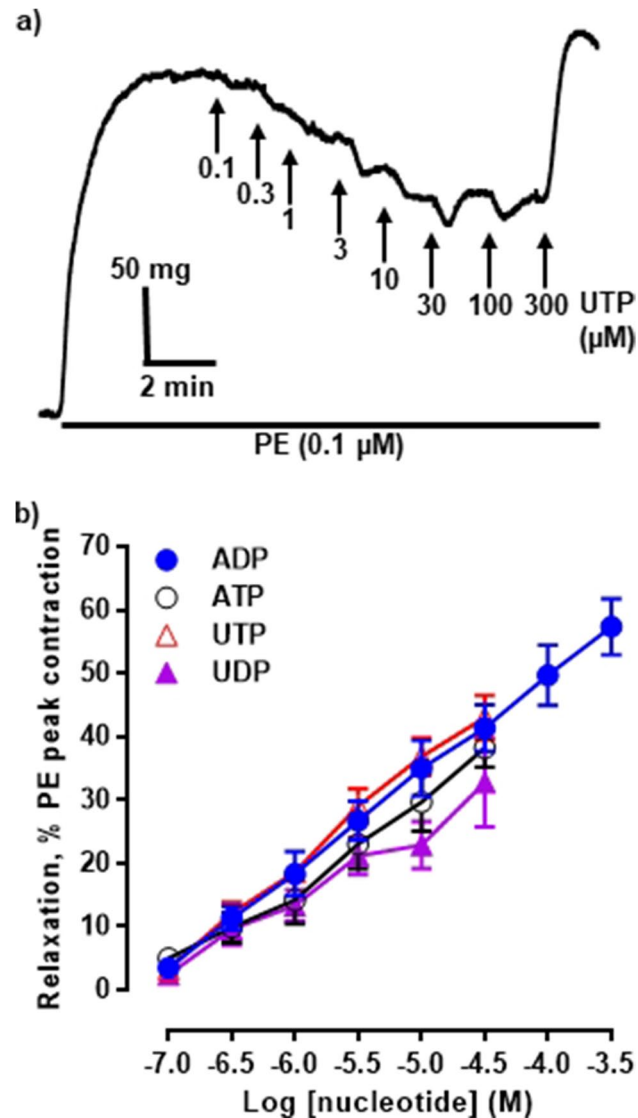 a)
0.1
0.3
1
3
10
30 100 300 UTP
(µM)
50 mg
2 min
PE (0.1 µM)
b)
Relaxation, % PE peak contraction
70
60
50
40
30
20
10
0
ADP
ATP
UTP
UDP
-7.0 -6.5 -6.0 -5.5 -5.0 -4.5 -4.0 -3.5
Log [nucleotide] (M)